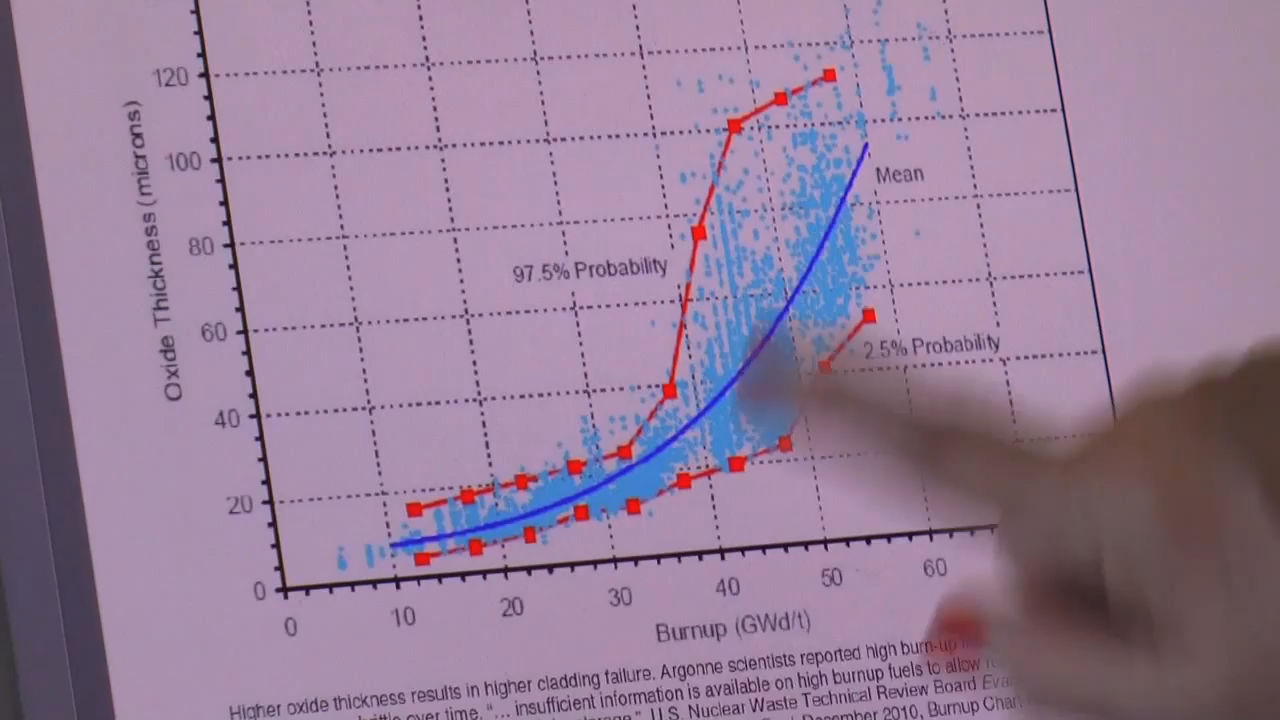 120
100
80
60
40
20
0
Oxide Thickness (microns)
97.5% Probability
Mean
2.5% Probability
0 10 20 30 40 50 60
Burnup (GWd/t)
Higher oxide thickness results in higher cladding failure. Argonne scientists reported high burn-up
brittle over time. "... insufficient information is available on high burnup fuels to allow
U.S. Nuclear Waste Technical Review Board
December 2010, Burnup